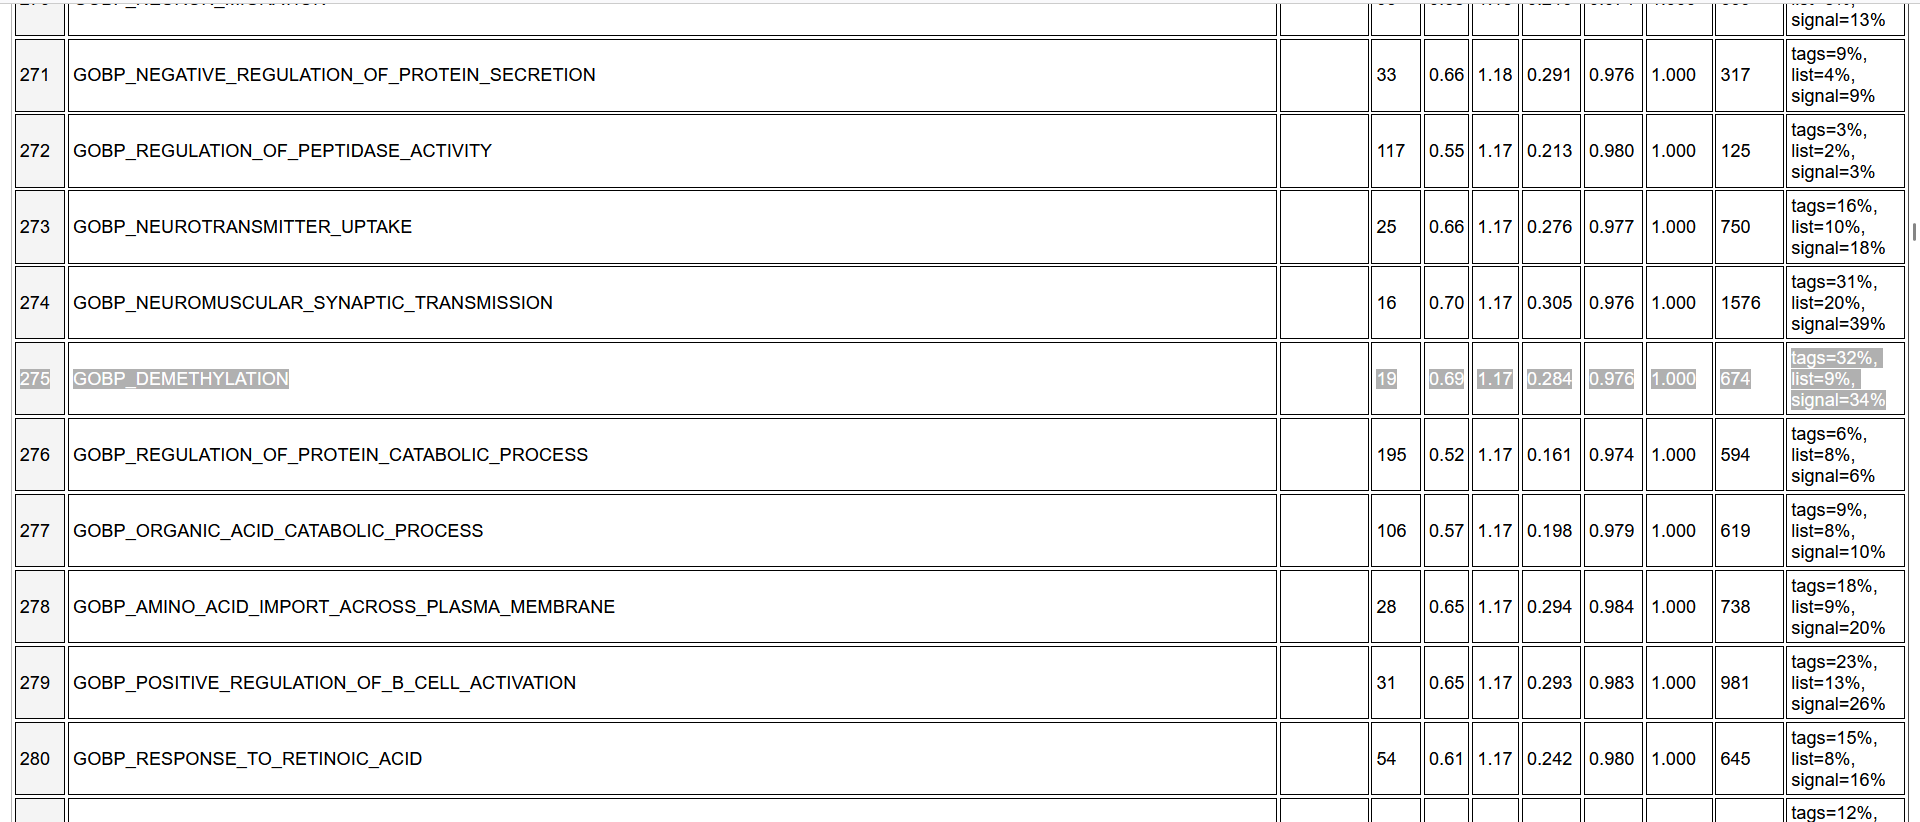 signal=13%
271 GOBP_NEGATIVE_REGULATION_OF_PROTEIN_SECRETION 33 0.66 1.18 0.291 0.976 1.000 317 tags=9%,
list=4%,
signal=9%
272 GOBP_REGULATION_OF_PEPTIDASE_ACTIVITY 117 0.55 1.17 0.213 0.980 1.000 125 tags=3%,
list=2%,
signal=3%
273 GOBP_NEUROTRANSMITTER_UPTAKE 25 0.66 1.17 0.276 0.977 1.000 750 tags=16%,
list=10%,
signal=18%
274 GOBP_NEUROMUSCULAR_SYNAPTIC_TRANSMISSION 16 0.70 1.17 0.305 0.976 1.000 1576 tags=31%,
list=20%,
signal=39%
275 GOBP_DEMETHYLATION 19 0.69 1.17 0.284 0.976 1.000 674 tags=32%,
list=9%,
signal=34%
276 GOBP_REGULATION_OF_PROTEIN_CATABOLIC_PROCESS 195 0.52 1.17 0.161 0.974 1.000 594 tags=6%,
list=8%,
signal=6%
277 GOBP_ORGANIC_ACID_CATABOLIC_PROCESS 106 0.57 1.17 0.198 0.979 1.000 619 tags=9%,
list=8%,
signal=10%
278 GOBP_AMINO_ACID_IMPORT_ACROSS_PLASMA_MEMBRANE 28 0.65 1.17 0.294 0.984 1.000 738 tags=18%,
list=9%,
signal=20%
279 GOBP_POSITIVE_REGULATION_OF_B_CELL_ACTIVATION 31 0.65 1.17 0.293 0.983 1.000 981 tags=23%,
list=13%,
signal=26%
280 GOBP_RESPONSE_TO_RETINOIC_ACID 54 0.61 1.17 0.242 0.980 1.000 645 tags=15%,
list=8%,
signal=16%
tags=12%,